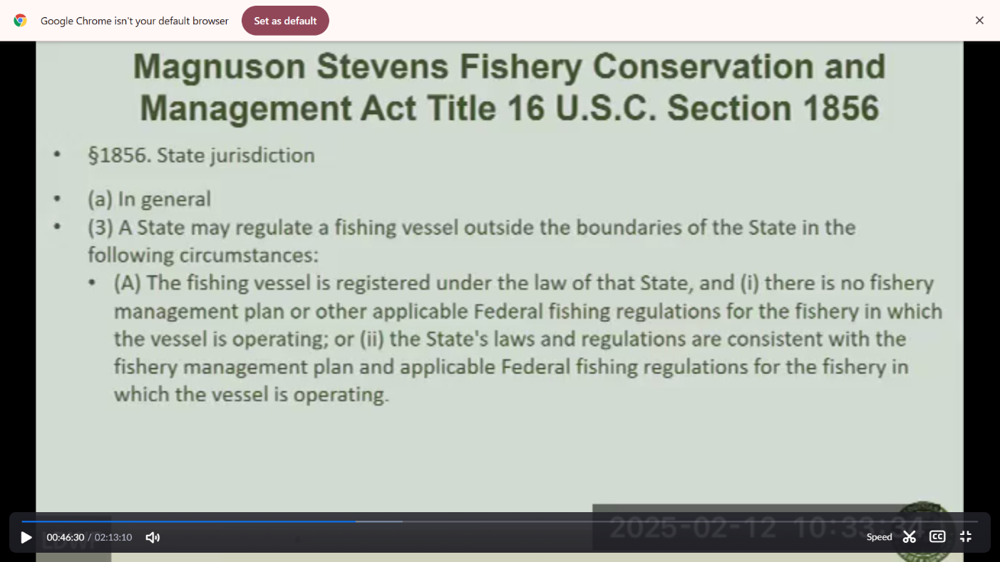 Google Chrome isn't your default browser
Set as default
Magnuson Stevens Fishery Conservation and
Management Act Title 16 U.S.C. Section 1856
• §1856. State jurisdiction
• (a) In general
• (3) A State may regulate a fishing vessel outside the boundaries of the State in the
following circumstances:
• (A) The fishing vessel is registered under the law of that State, and (i) there is no fishery
management plan or other applicable Federal fishing regulations for the fishery in which
the vessel is operating; or (ii) the State's laws and regulations are consistent with the
fishery management plan and applicable Federal fishing regulations for the fishery in
which the vessel is operating.
2025-02-12 10:33:34
00:46:30 / 02:13:10
Speed
CC